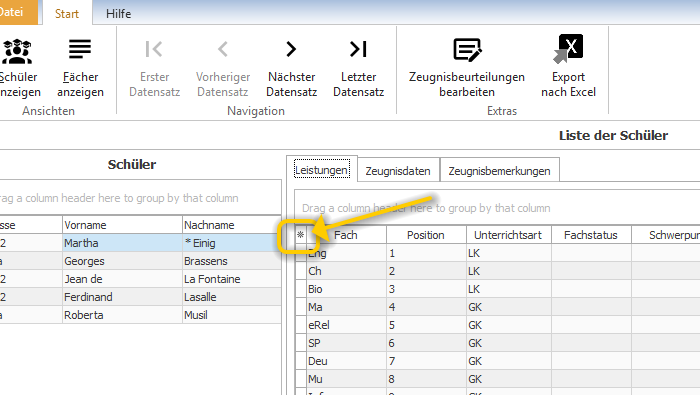 Datei Start Hilfe
Schüler anzeigen
Fächer anzeigen
Erster Datensatz
Vorheriger Datensatz
Nächster Datensatz
Letzter Datensatz
Zeugnisbeurteilungen bearbeiten
Export nach Excel
Ansichten Navigation Extras
Liste der Schüler
Schüler
Leistungen Zeugnisdaten Zeugnisbemerkungen
rag a column header here to group by that column
Drag a column header here to group by that column
sse Vorname Nachname
2 Martha * Einig
a Georges Brassens
2 Jean de La Fontaine
2 Ferdinand Lasalle
a Roberta Musil
Fach Position Unterrichtsart Fachstatus Schwerpun
Eng 1 LK
Ch 2 LK
Bio 3 LK
Ma 4 GK
eRel 5 GK
SP 6 GK
Deu 7 GK
Mu 8 GK